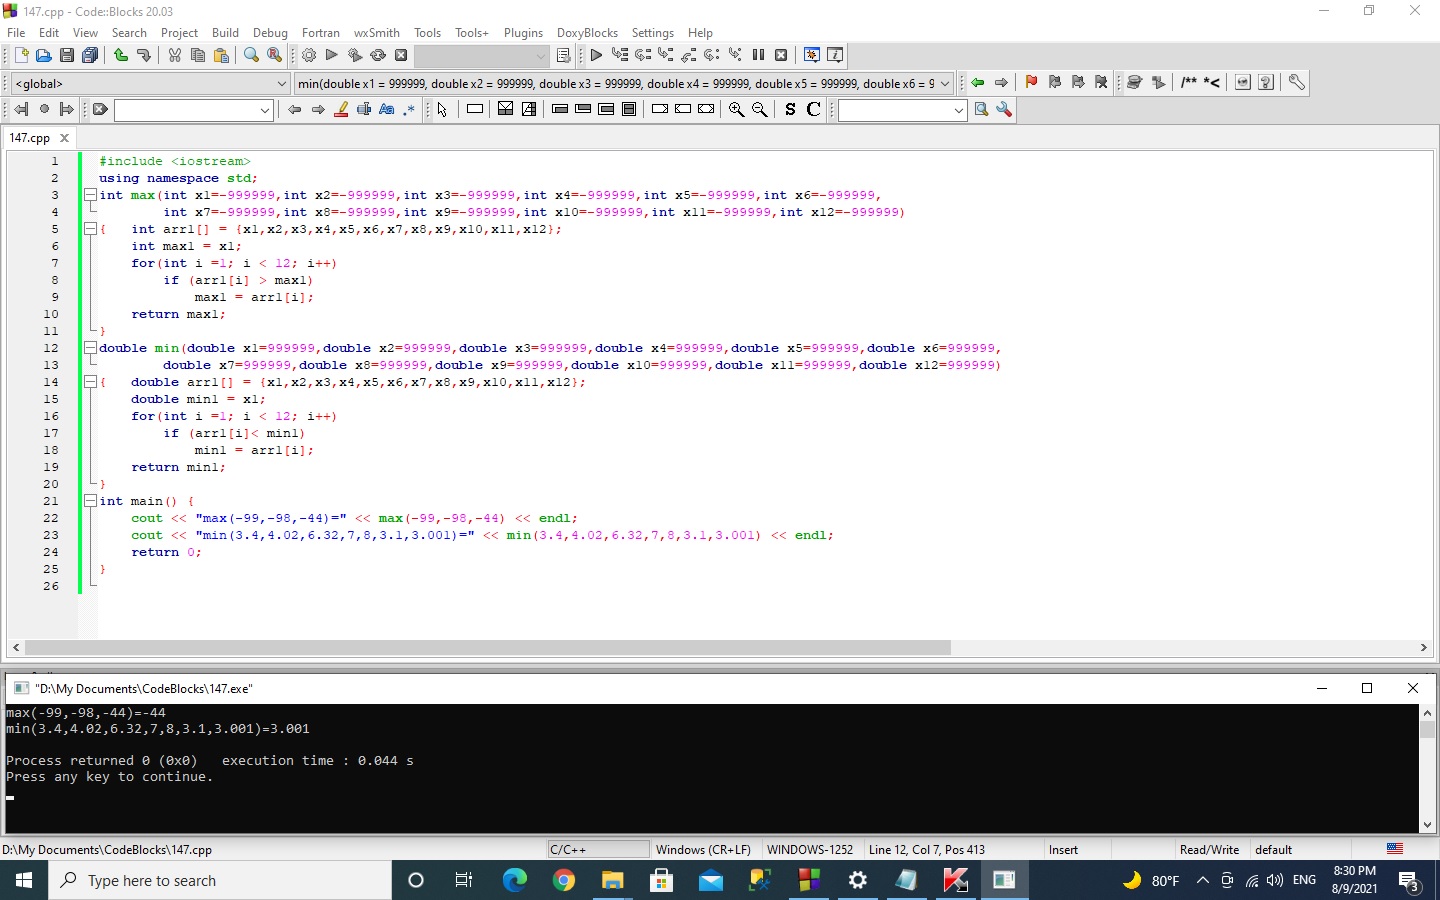 147.cpp - Code::Blocks 20.03
File Edit View Search Project Build Debug Fortran wxSmith Tools Tools+ Plugins DoxyBlocks Settings Help
<global> min(double x1 = 999999, double x2 = 999999, double x3 = 999999, double x4 = 999999, double x5 = 999999, double x6 = 9
/** *<
Aa .* S C
147.cpp
1 #include <iostream>
2 using namespace std;
3 int max(int x1=-999999,int x2=-999999,int x3=-999999,int x4=-999999,int x5=-999999,int x6=-999999,
4 int x7=-999999,int x8=-999999,int x9=-999999,int x10=-999999,int x11=-999999,int x12=-999999)
5 { int arr1[] = {x1,x2,x3,x4,x5,x6,x7,x8,x9,x10,x11,x12};
6 int max1 = x1;
7 for(int i =1; i < 12; i++)
8 if (arr1[i] > max1)
9 max1 = arr1[i];
10 return max1;
11 }
12 double min(double x1=999999,double x2=999999,double x3=999999,double x4=999999,double x5=999999,double x6=999999,
13 double x7=999999,double x8=999999,double x9=999999,double x10=999999,double x11=999999,double x12=999999)
14 { double arr1[] = {x1,x2,x3,x4,x5,x6,x7,x8,x9,x10,x11,x12};
15 double min1 = x1;
16 for(int i =1; i < 12; i++)
17 if (arr1[i]< min1)
18 min1 = arr1[i];
19 return min1;
20 }
21 int main() {
22 cout << "max(-99,-98,-44)=" << max(-99,-98,-44) << endl;
23 cout << "min(3.4,4.02,6.32,7,8,3.1,3.001)=" << min(3.4,4.02,6.32,7,8,3.1,3.001) << endl;
24 return 0;
25 }
26
"D:\My Documents\CodeBlocks\147.exe"
max(-99,-98,-44)=-44
min(3.4,4.02,6.32,7,8,3.1,3.001)=3.001
Process returned 0 (0x0) execution time : 0.044 s
Press any key to continue.
D:\My Documents\CodeBlocks\147.cpp C/C++ Windows (CR+LF) WINDOWS-1252 Line 12, Col 7, Pos 413 Insert Read/Write default
Type here to search 80°F ENG 8:30 PM
8/9/2021 3